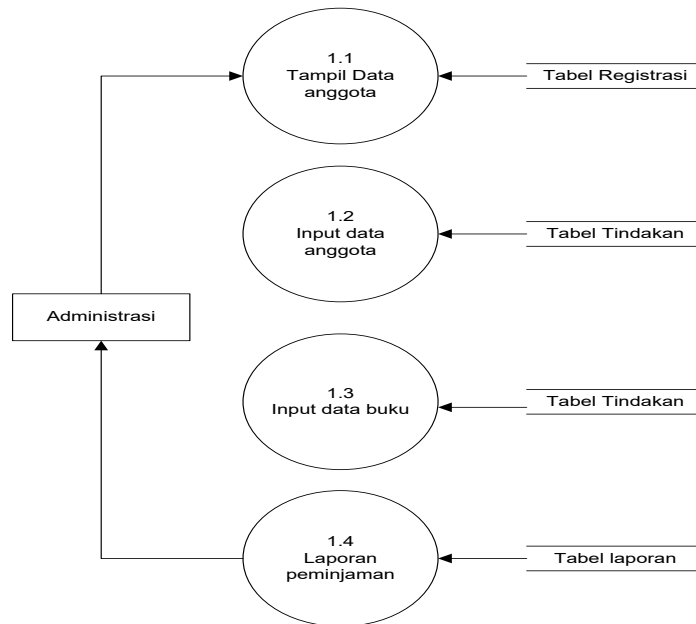 1.1
Tampil Data
anggota
Tabel Registrasi
1.2
Input data
anggota
Tabel Tindakan
Administrasi
1.3
Input data buku
Tabel Tindakan
1.4
Laporan
peminjaman
Tabel laporan